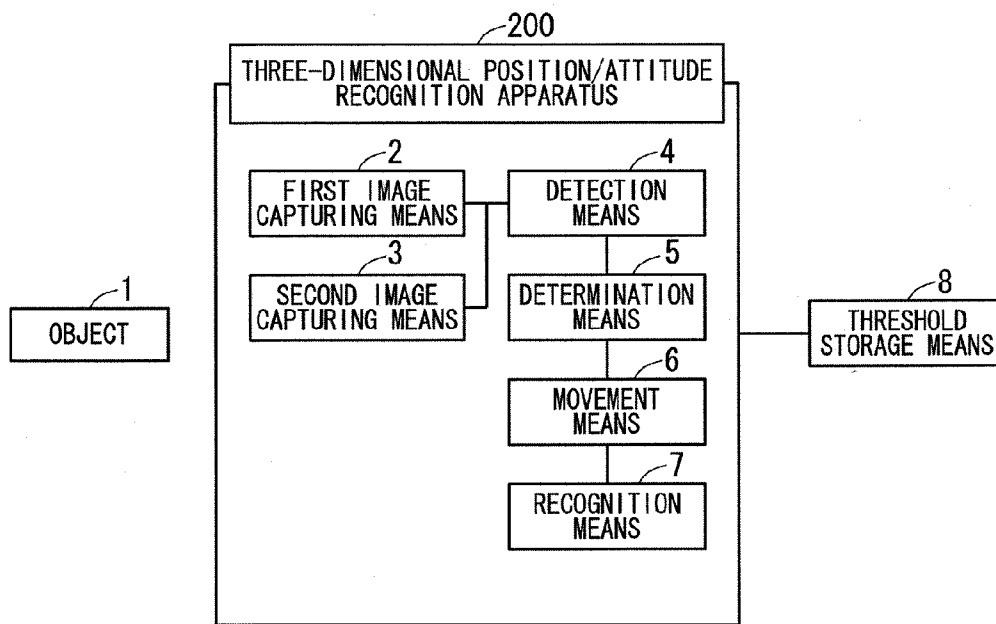 200
THREE-DIMENSIONAL POSITION/ATTITUDE
RECOGNITION APPARATUS
2
FIRST IMAGE
CAPTURING MEANS
4
DETECTION
MEANS
3
SECOND IMAGE
CAPTURING MEANS
5
DETERMINATION
MEANS
1
OBJECT
8
THRESHOLD
STORAGE MEANS
6
MOVEMENT
MEANS
7
RECOGNITION
MEANS